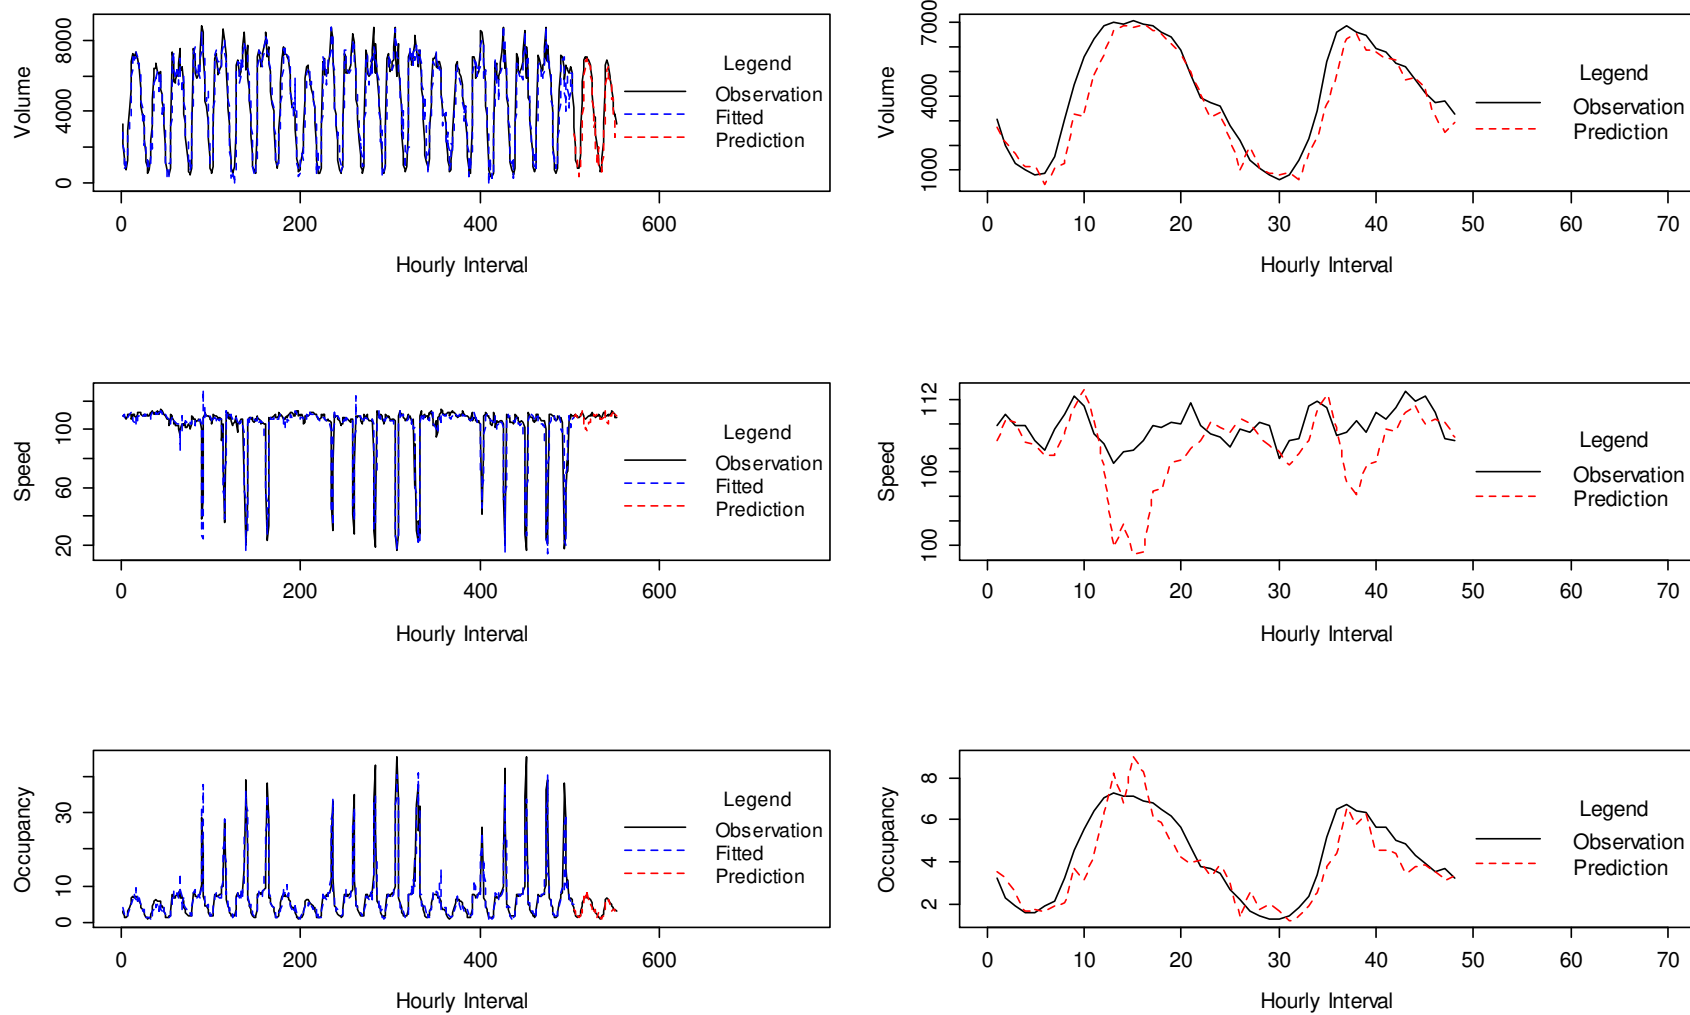 Volume
0 4000 8000
0 200 400 600
Hourly Interval
Legend
Observation
Fitted
Prediction
Volume
1000 4000 7000
0 10 20 30 40 50 60 70
Hourly Interval
Legend
Observation
Prediction
Speed
20 60 100
0 200 400 600
Hourly Interval
Legend
Observation
Fitted
Prediction
Speed
100 106 112
0 10 20 30 40 50 60 70
Hourly Interval
Legend
Observation
Prediction
Occupancy
0 10 30
0 200 400 600
Hourly Interval
Legend
Observation
Fitted
Prediction
Occupancy
2 4 6 8
0 10 20 30 40 50 60 70
Hourly Interval
Legend
Observation
Prediction